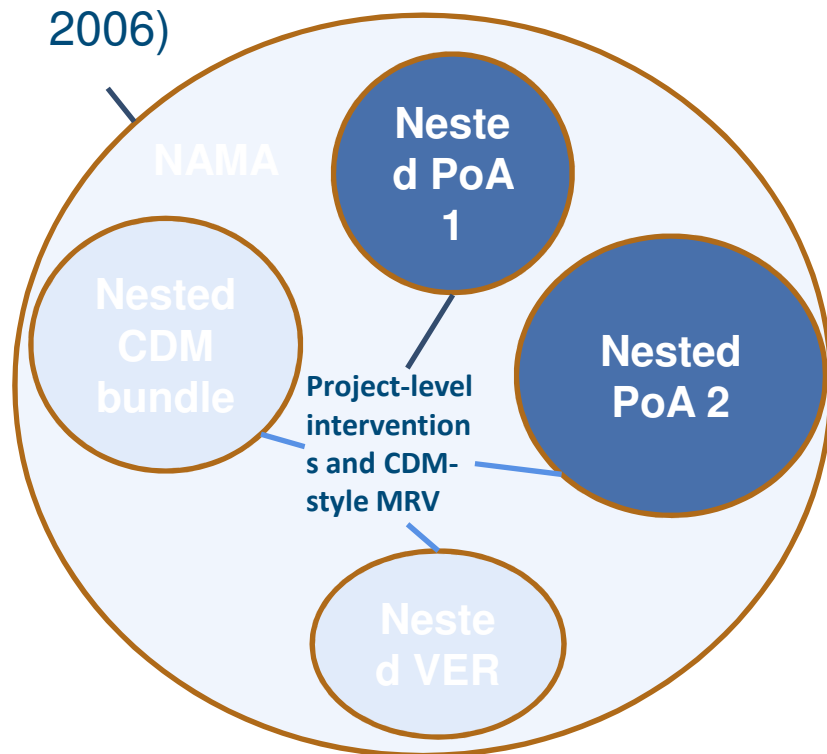 2006)
NAMA
Neste
d PoA
1
Nested
CDM
bundle
Nested
PoA 2
Project-level
intervention
s and CDM-
style MRV
Neste
d VER